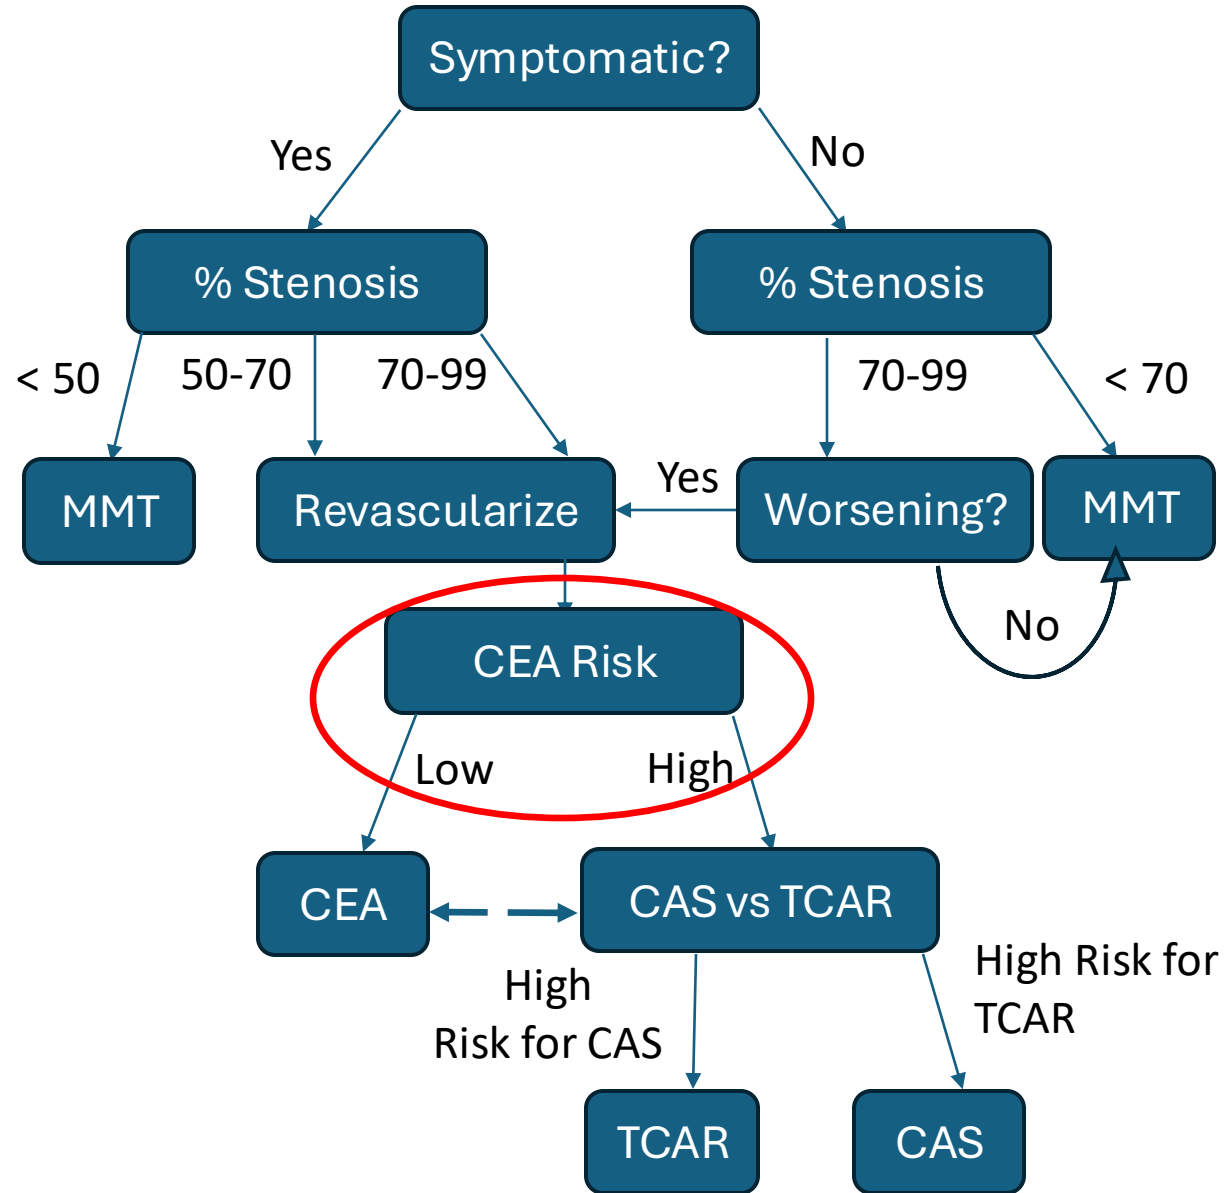 Symptomatic?
Yes
No
% Stenosis
% Stenosis
< 50
50-70
70-99
70-99
< 70
MMT
Revascularize
Yes
Worsening?
MMT
No
CEA Risk
Low
High
CEA
CAS vs TCAR
High
Risk for CAS
High Risk for
TCAR
TCAR
CAS